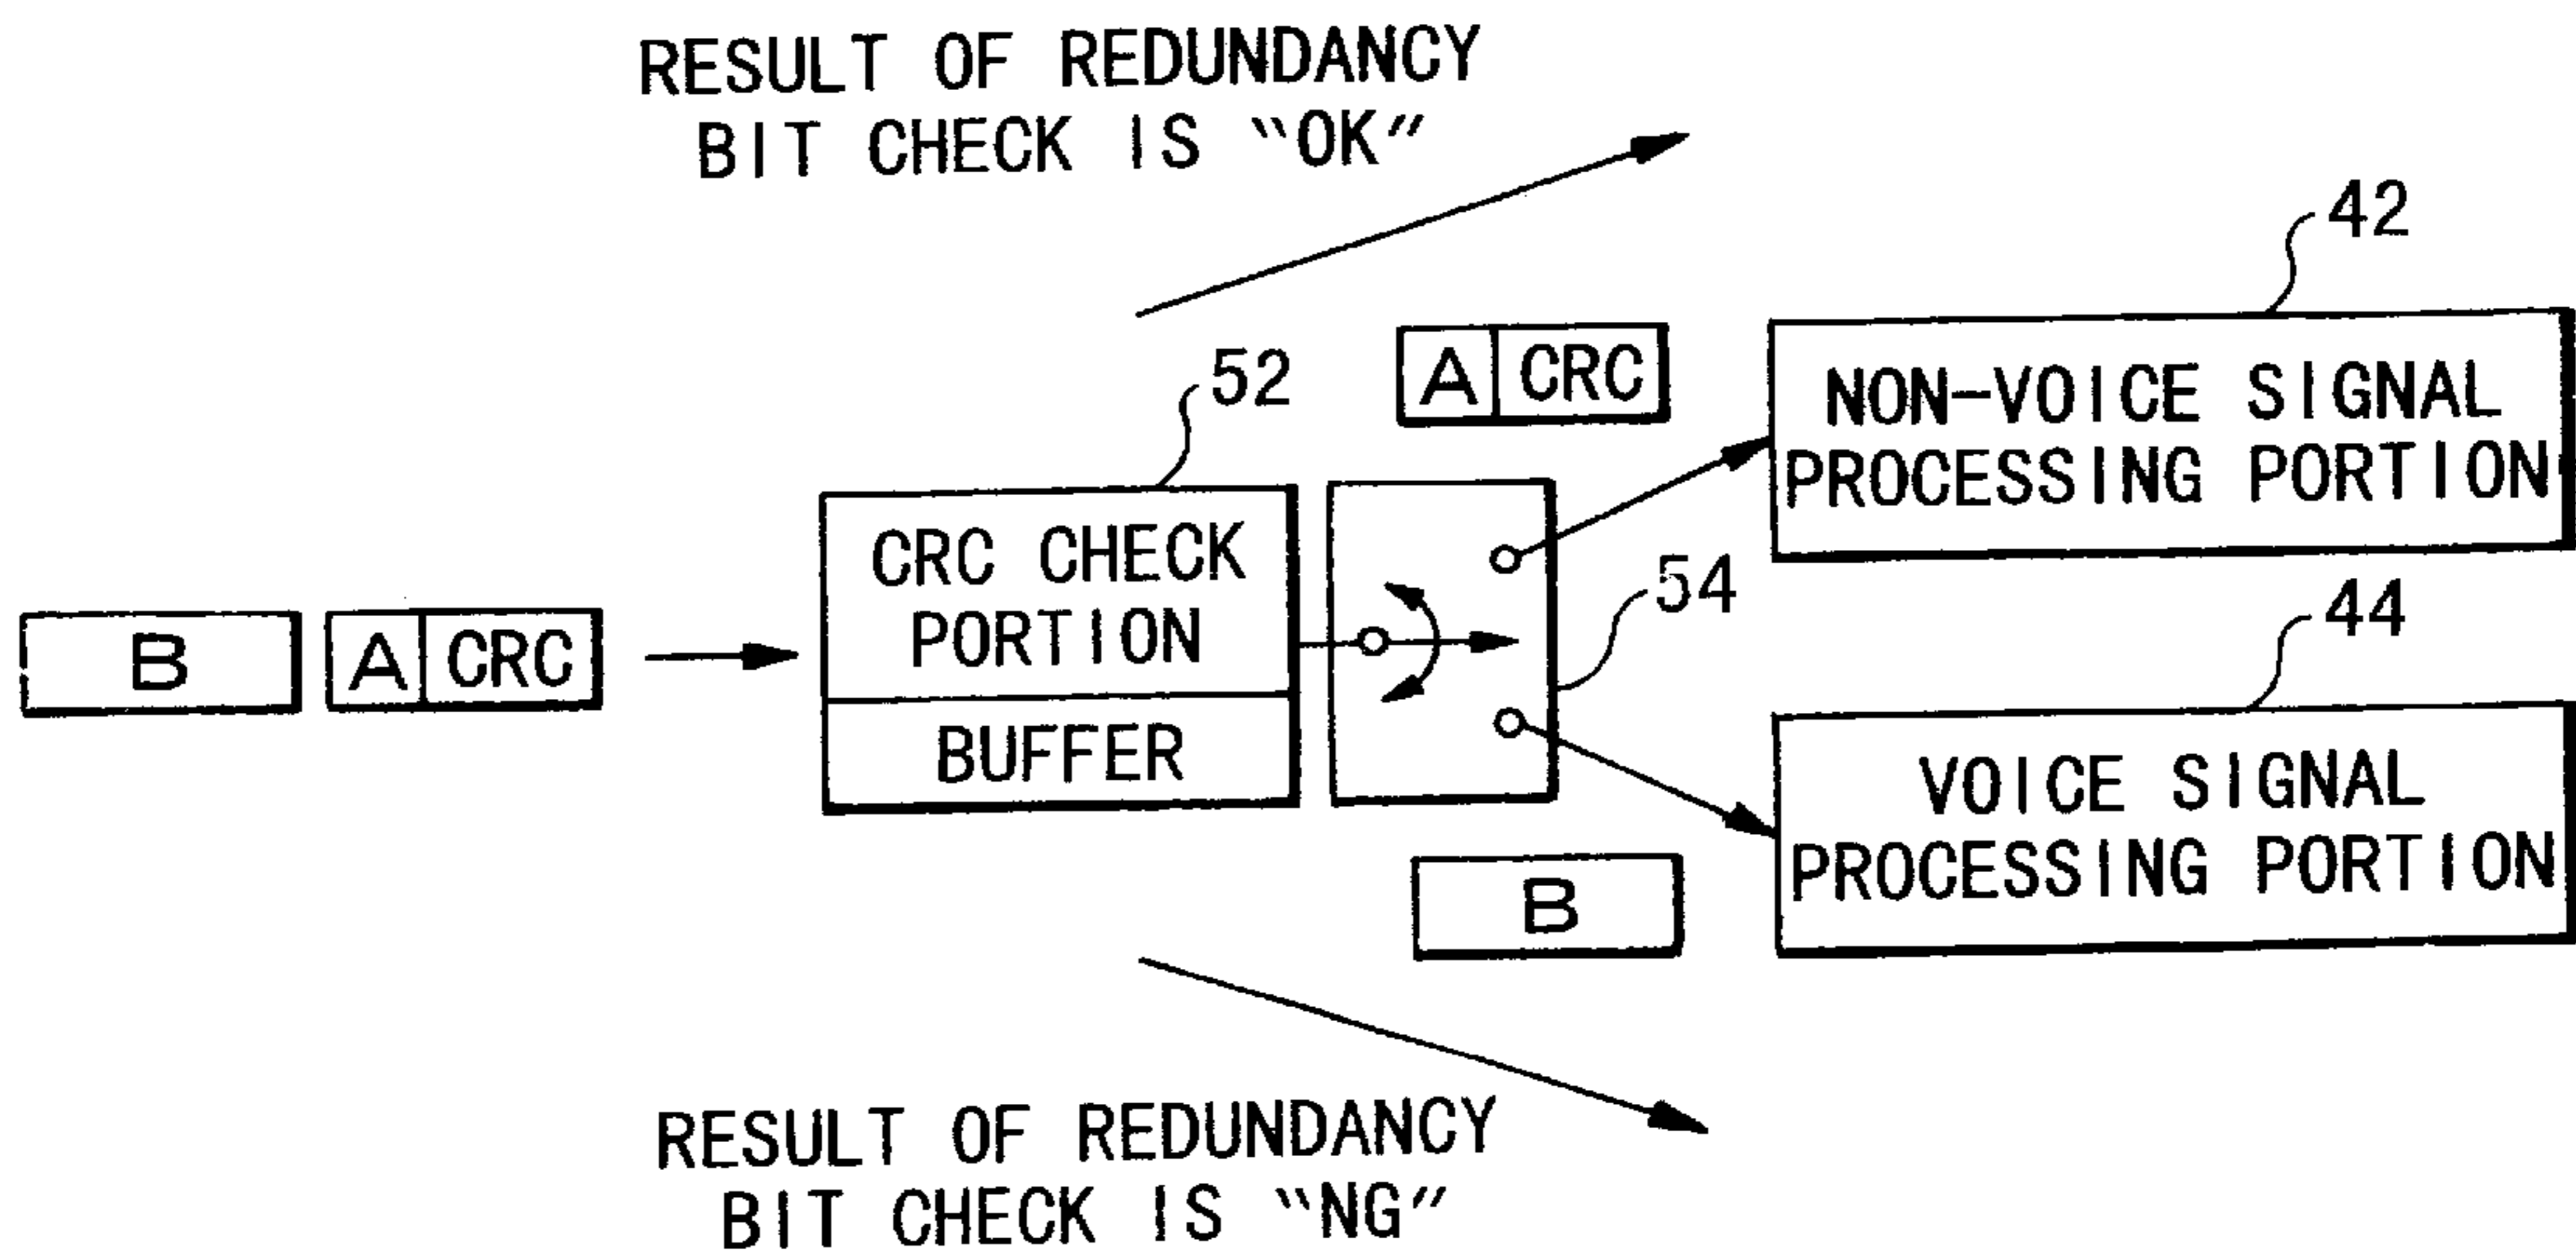 RESULT OF REDUNDANCY
BIT CHECK IS "OK"
42
52
A CRC
NON-VOICE SIGNAL
PROCESSING PORTION
CRC CHECK
PORTION
54
44
B
A CRC
BUFFER
VOICE SIGNAL
PROCESSING PORTION
B
RESULT OF REDUNDANCY
BIT CHECK IS "NG"